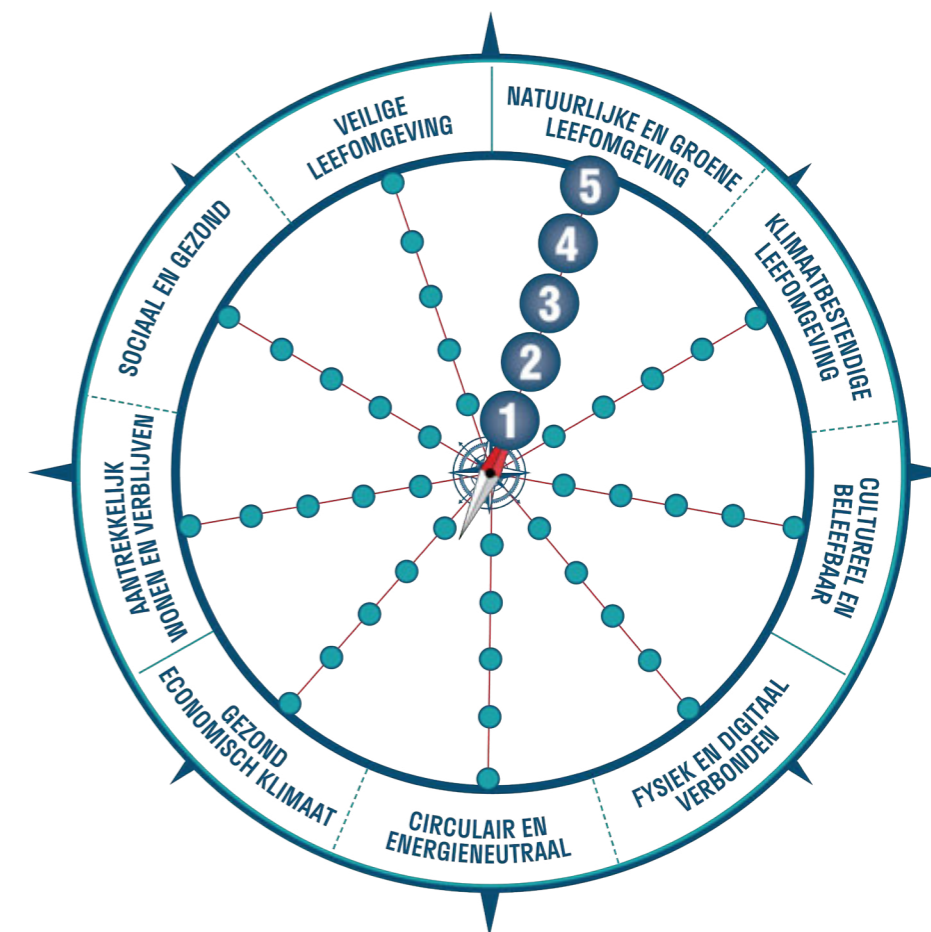 NATUURLIJKE EN GROENE
LEEFOMGEVING
KLIMAATBESTENDIGE
LEEFOMGEVING
CULTUREEL EN
BELEEFBAAR
FYSIEK EN DIGITAAL
VERBONDEN
CIRCULAIR EN
ENERGIENEUTRAAL
GEZOND
ECONOMISCH KLIMAAT
AANTREKKELIJK
WONEN EN VERBLIJVEN
SOCIAAL EN GEZOND
VEILIGE
LEEFOMGEVING
5
4
3
2
1